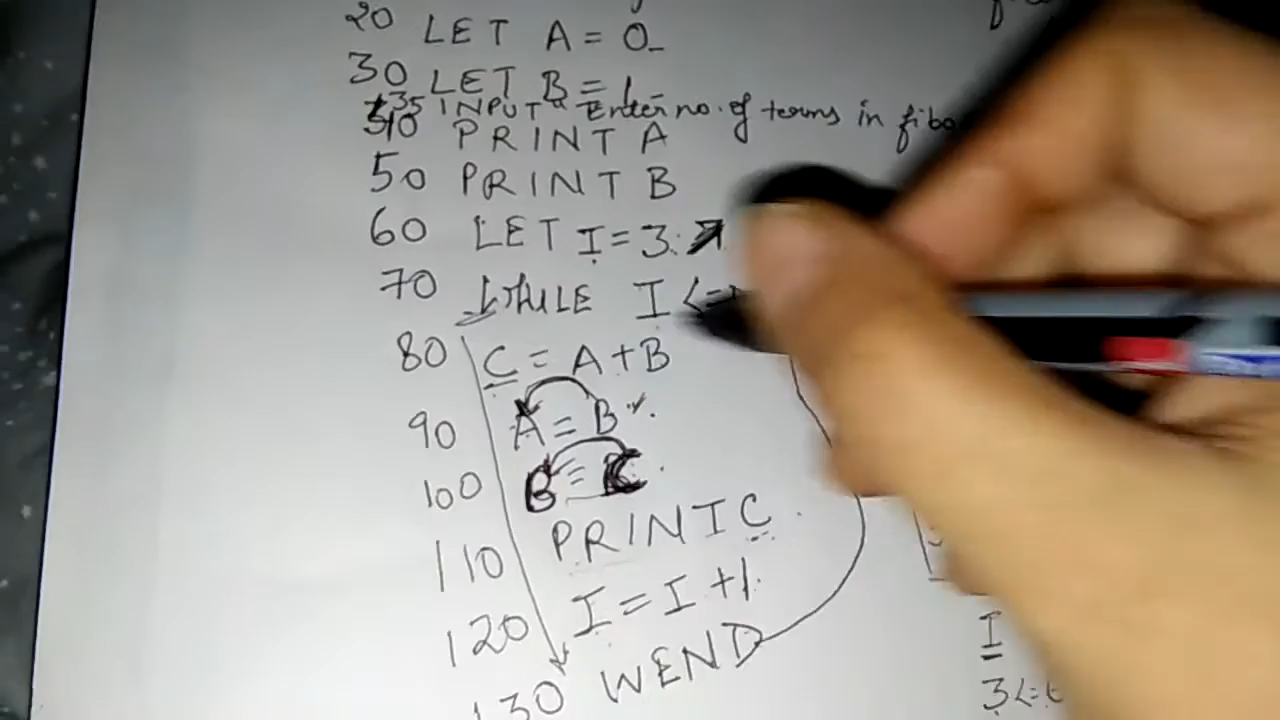 20 LET A = 0
30 LET B = 1
35 INPUT " Enter no. of terms in fibo
40 PRINT A
50 PRINT B
60 LET I = 3
70 WHILE I <=
80 C = A + B
90 A = B
100 B = C
110 PRINT C
120 I = I + 1
130 WEND
I
3 <=